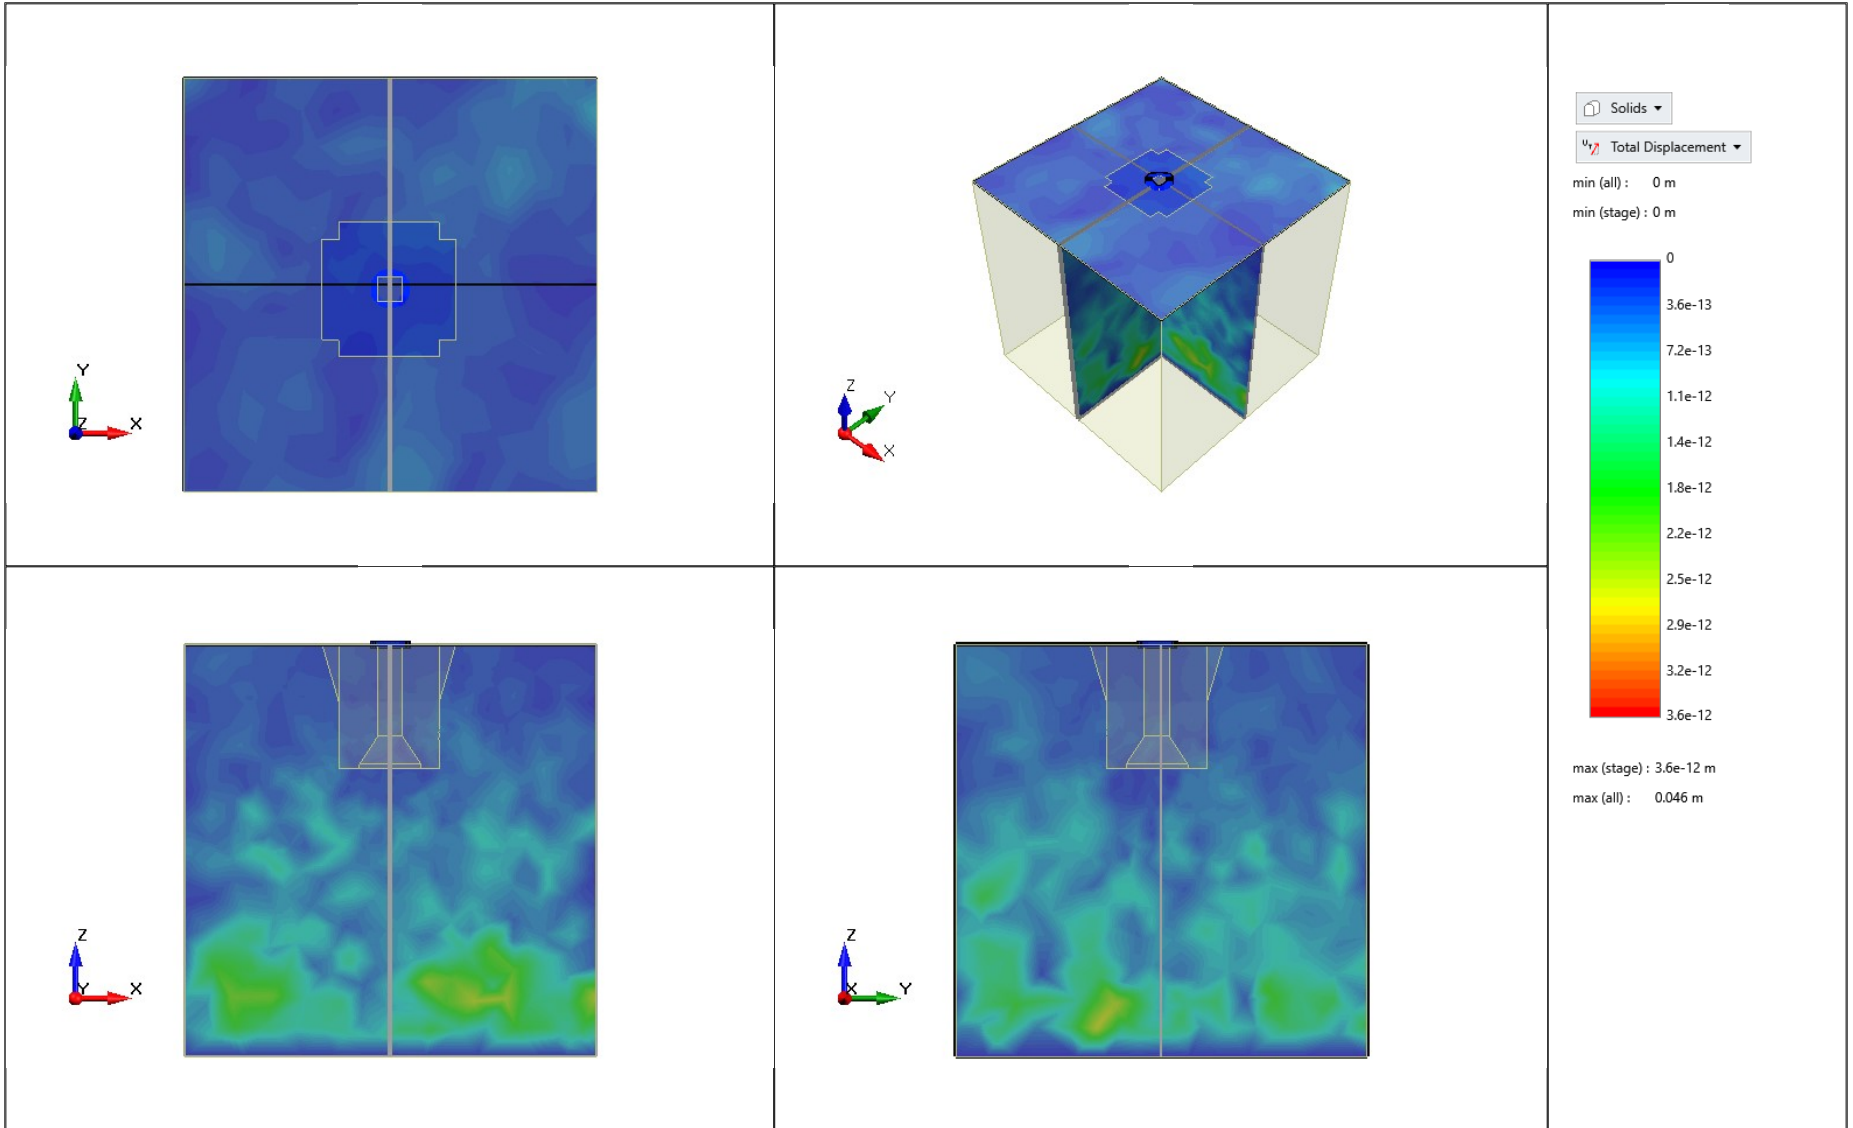 Y
Z
X
Z
Y
X
Z
Y
X
Z
X
Y
Solids
Total Displacement
min (all) : 0 m
min (stage) : 0 m
0
3.6e-13
7.2e-13
1.1e-12
1.4e-12
1.8e-12
2.2e-12
2.5e-12
2.9e-12
3.2e-12
3.6e-12
max (stage) : 3.6e-12 m
max (all) : 0.046 m